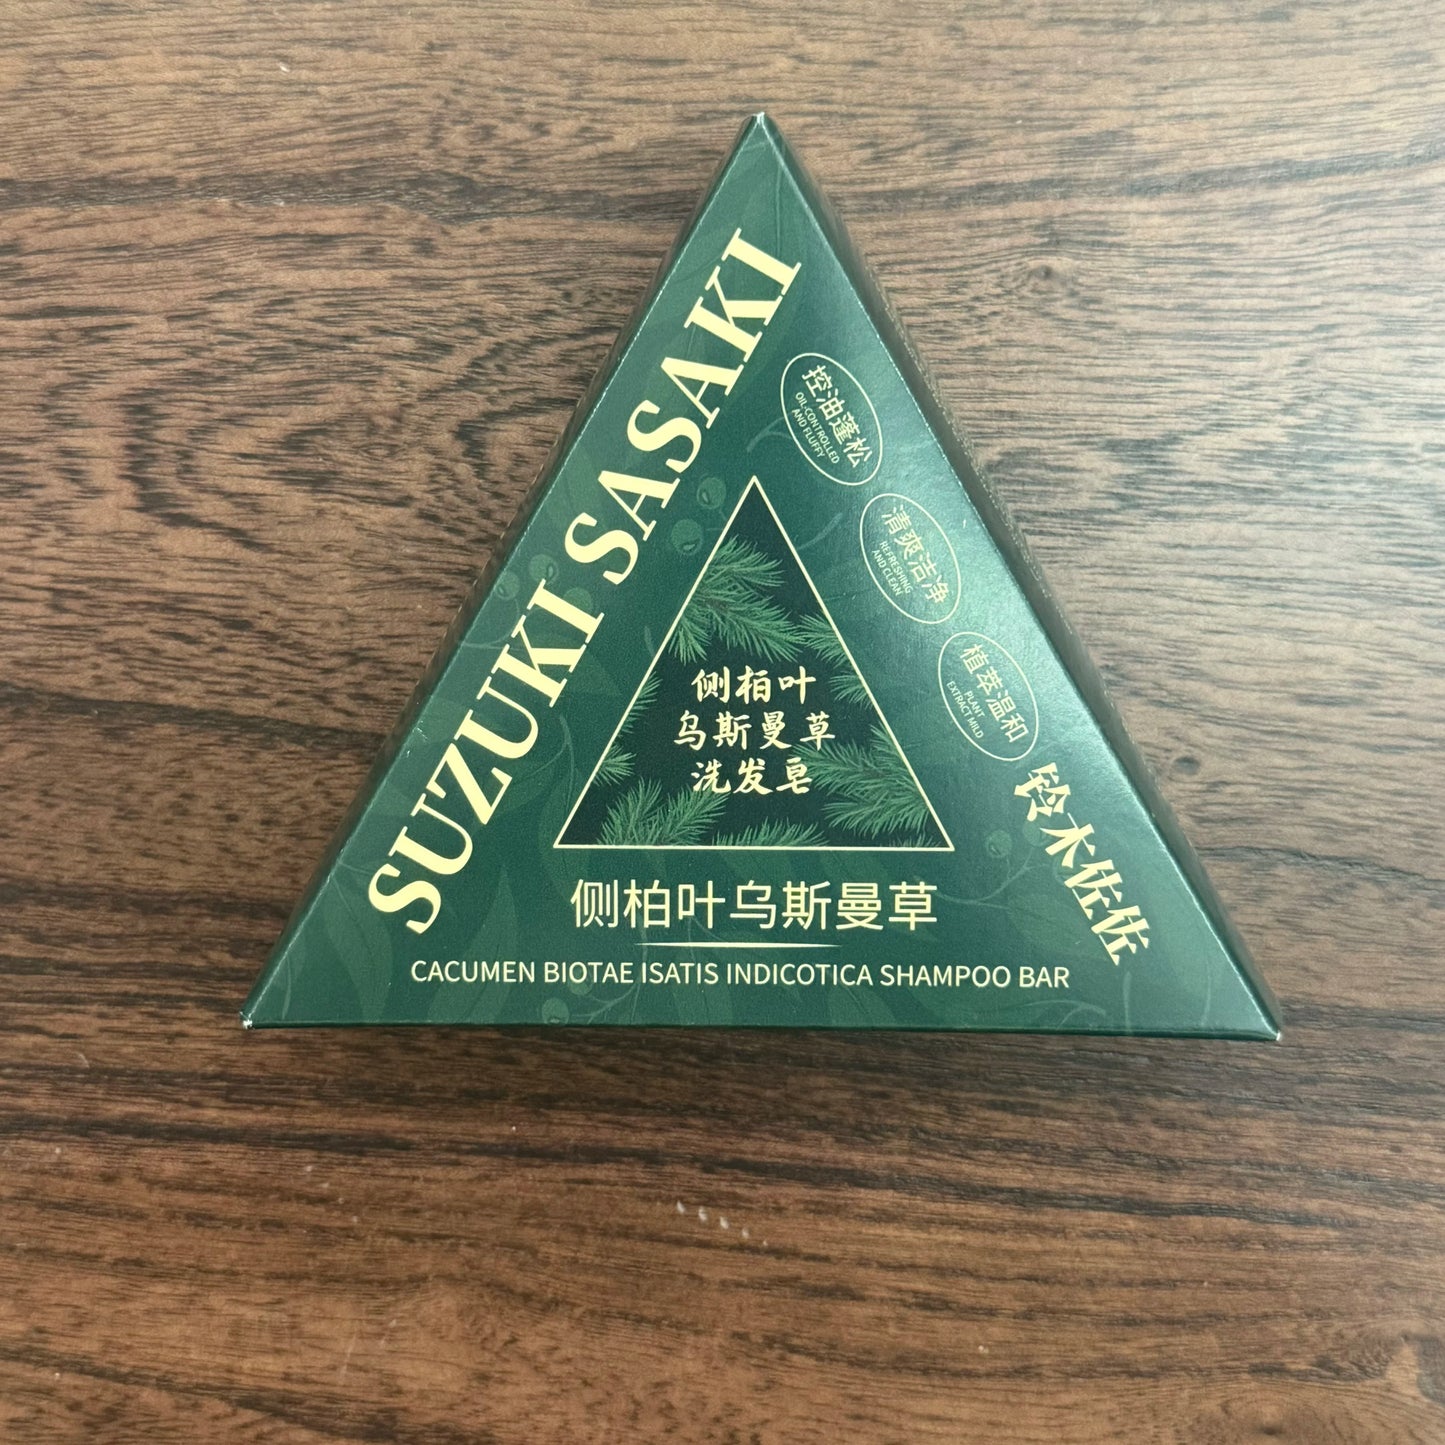 SUZUKI SASAKI
控油蓬松
OIL-CONTROLLED
AND FLUFFY
清爽洁净
REFRESHING
AND CLEAN
植萃温和
PLANT
EXTRACT MILD
铃木佐佐
侧柏叶
乌斯曼草
洗发皂
侧柏叶乌斯曼草
CACUMEN BIOTAE ISATIS INDICOTICA SHAMPOO BAR